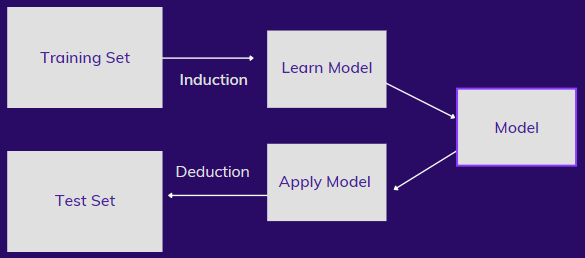 Training Set
Induction
Learn Model
Model
Deduction
Apply Model
Test Set